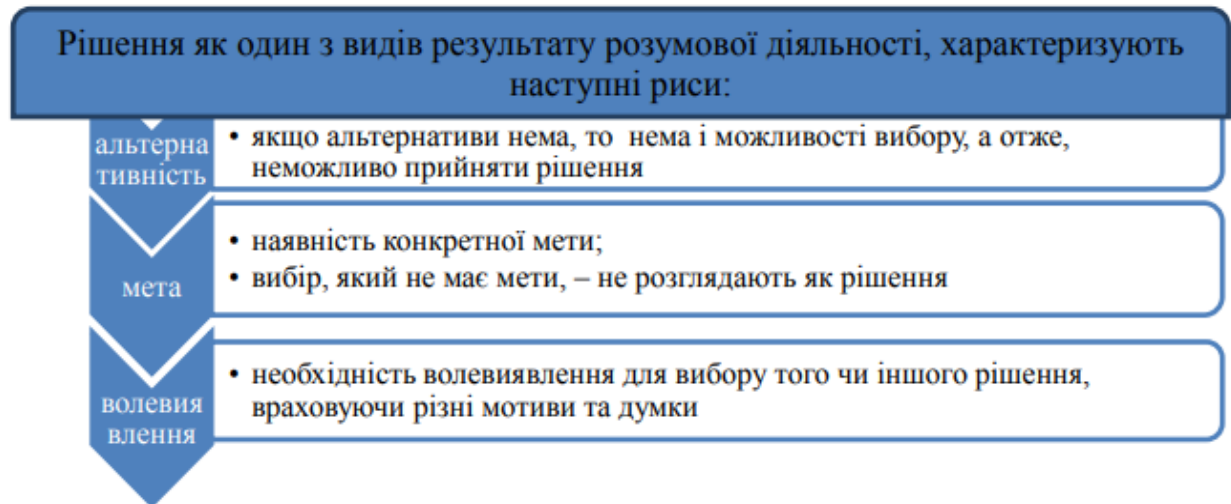 Рішення як один з видів результату розумової діяльності, характеризують
наступні риси:
альтерна
тивність
• якщо альтернативи нема, то нема і можливості вибору, а отже,
неможливо прийняти рішення
мета
• наявність конкретної мети;
• вибір, який не має мети, – не розглядають як рішення
волевия
влення
• необхідність волевиявлення для вибору того чи іншого рішення,
враховуючи різні мотиви та думки